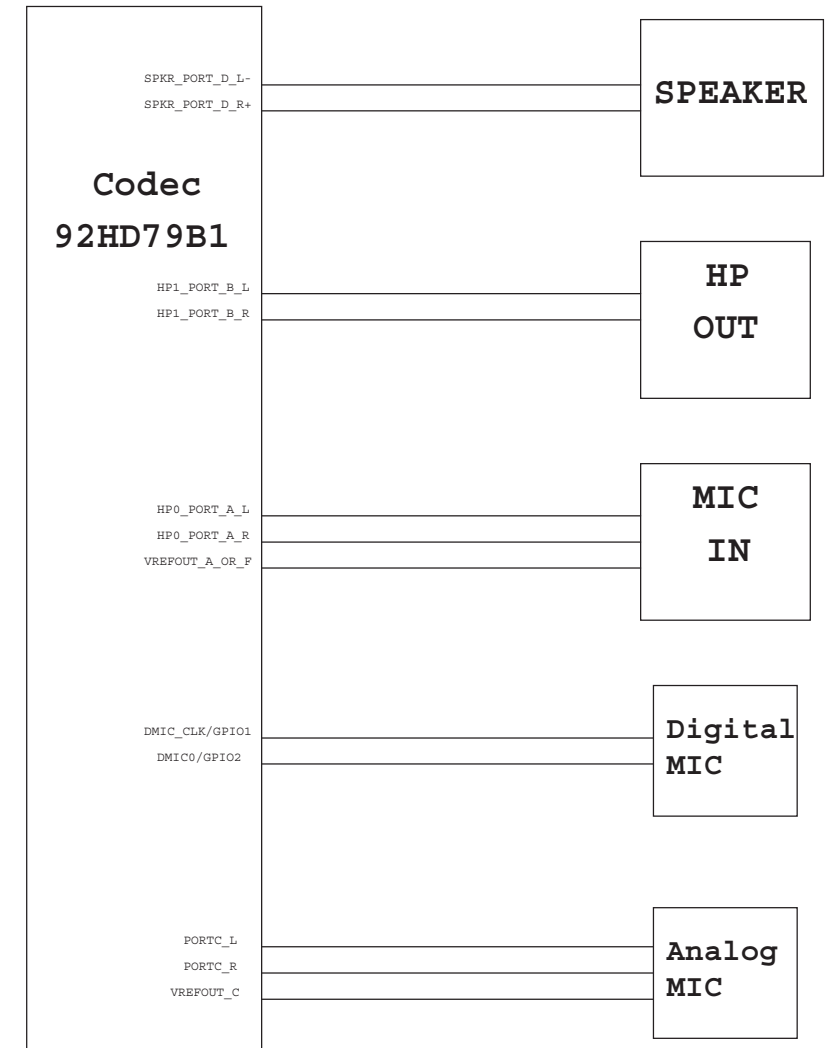 SPKR_PORT_D_L-
SPKR_PORT_D_R+
SPEAKER
Codec
92HD79B1
HP1_PORT_B_L
HP1_PORT_B_R
HP
OUT
HP0_PORT_A_L
HP0_PORT_A_R
VREFOUT_A_OR_F
MIC
IN
DMIC_CLK/GPIO1
DMIC0/GPIO2
Digital
MIC
PORTC_L
PORTC_R
VREFOUT_C
Analog
MIC